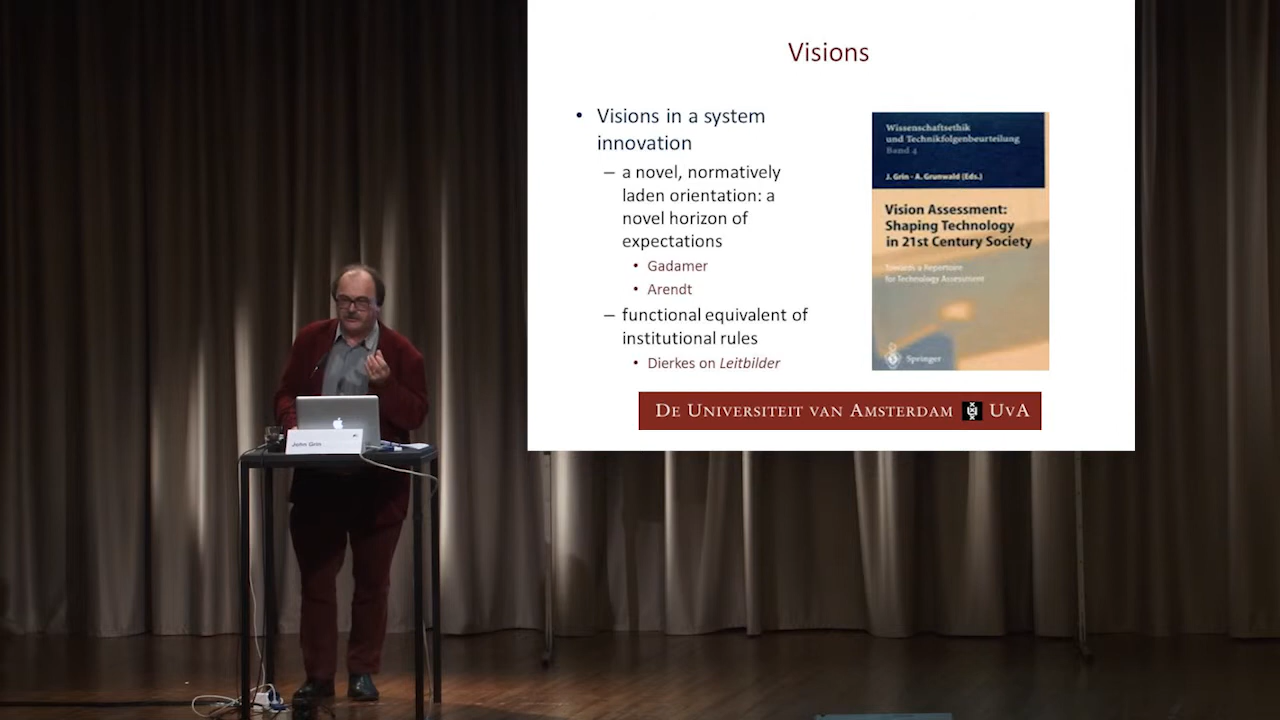 Visions
• Visions in a system
innovation
– a novel, normatively
laden orientation: a
novel horizon of
expectations
• Gadamer
• Arendt
– functional equivalent of
institutional rules
• Dierkes on Leitbilder
Wissenschaftsethik
und Technikfolgenbeurteilung
Band 4
J. Grin · A. Grunwald (Eds.)
Vision Assessment:
Shaping Technology
in 21st Century Society
Towards a Repertoire
for Technology Assessment
Springer
DE UNIVERSITEIT VAN AMSTERDAM UVA
John Grin